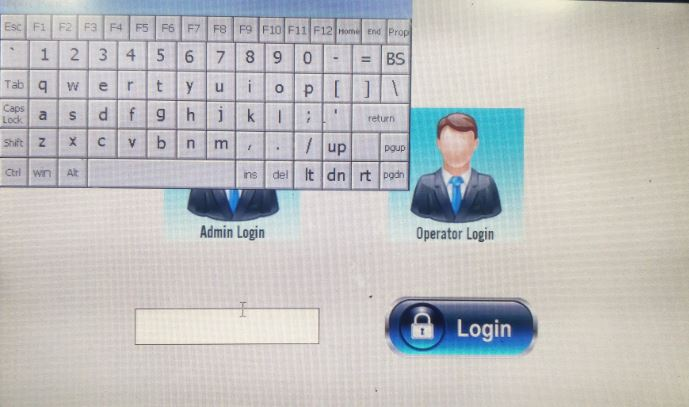 Esc F1 F2 F3 F4 F5 F6 F7 F8 F9 F10 F11 F12 Home End Prop
` 1 2 3 4 5 6 7 8 9 0 - = BS
Tab q w e r t y u i o p [ ] \
Caps Lock a s d f g h j k l ; ' return
Shift z x c v b n m , . / up pgup
Ctrl win Alt ins del lt dn rt pgdn
Admin Login
Operator Login
Login